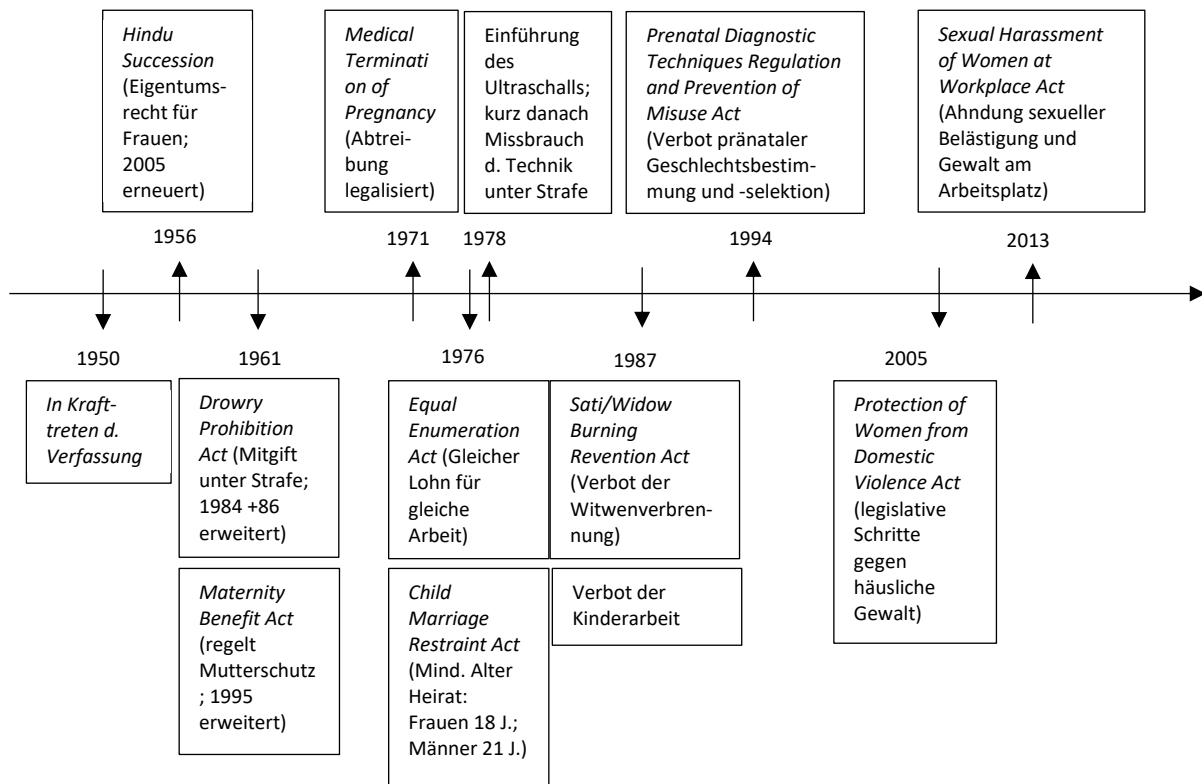 Hindu
Succession
(Eigentums-
recht für
Frauen;
2005
erneuert)
Medical
Terminati
on of
Pregnancy
(Abtrei-
bung
legalisiert)
Einführung
des
Ultraschalls;
kurz danach
Missbrauch
d. Technik
unter Strafe
Prenatal Diagnostic
Techniques Regulation
and Prevention of
Misuse Act
(Verbot pränataler
Geschlechtsbestim-
mung und -selektion)
Sexual Harassment
of Women at
Workplace Act
(Ahndung sexueller
Belästigung und
Gewalt am
Arbeitsplatz)
1956
1971
1978
1994
2013
1950
1961
1976
1987
2005
In Kraft-
treten d.
Verfassung
Drowry
Prohibition
Act (Mitgift
unter Strafe;
1984 +86
erweitert)
Equal
Enumeration
Act (Gleicher
Lohn für
gleiche
Arbeit)
Sati/Widow
Burning
Revention Act
(Verbot der
Witwenverbren-
nung)
Protection of
Women from
Domestic
Violence Act
(legislative
Schritte
gegen
häusliche
Gewalt)
Maternity
Benefit Act
(regelt
Mutterschutz
; 1995
erweitert)
Child
Marriage
Restraint Act
(Mind. Alter
Heirat:
Frauen 18 J.;
Männer 21 J.)
Verbot der
Kinderarbeit